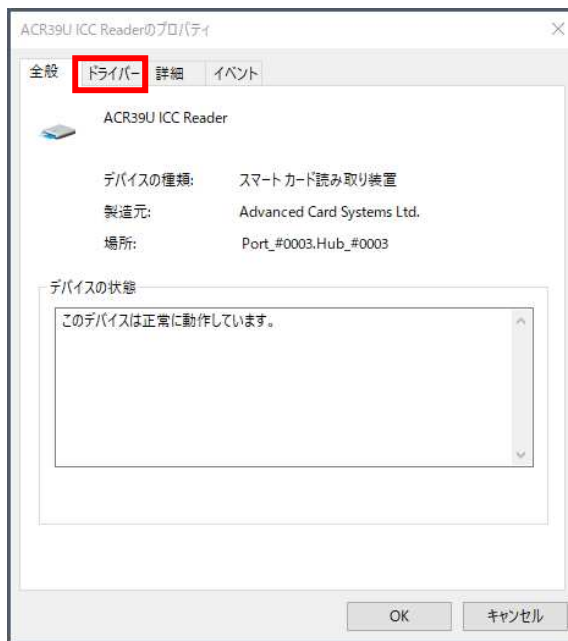 ACR39U ICC Readerのプロパティ
全般 ドライバー 詳細 イベント
ACR39U ICC Reader
デバイスの種類: スマート カード読み取り装置
製造元: Advanced Card Systems Ltd.
場所: Port_#0003.Hub_#0003
デバイスの状態
このデバイスは正常に動作しています。
OK キャンセル